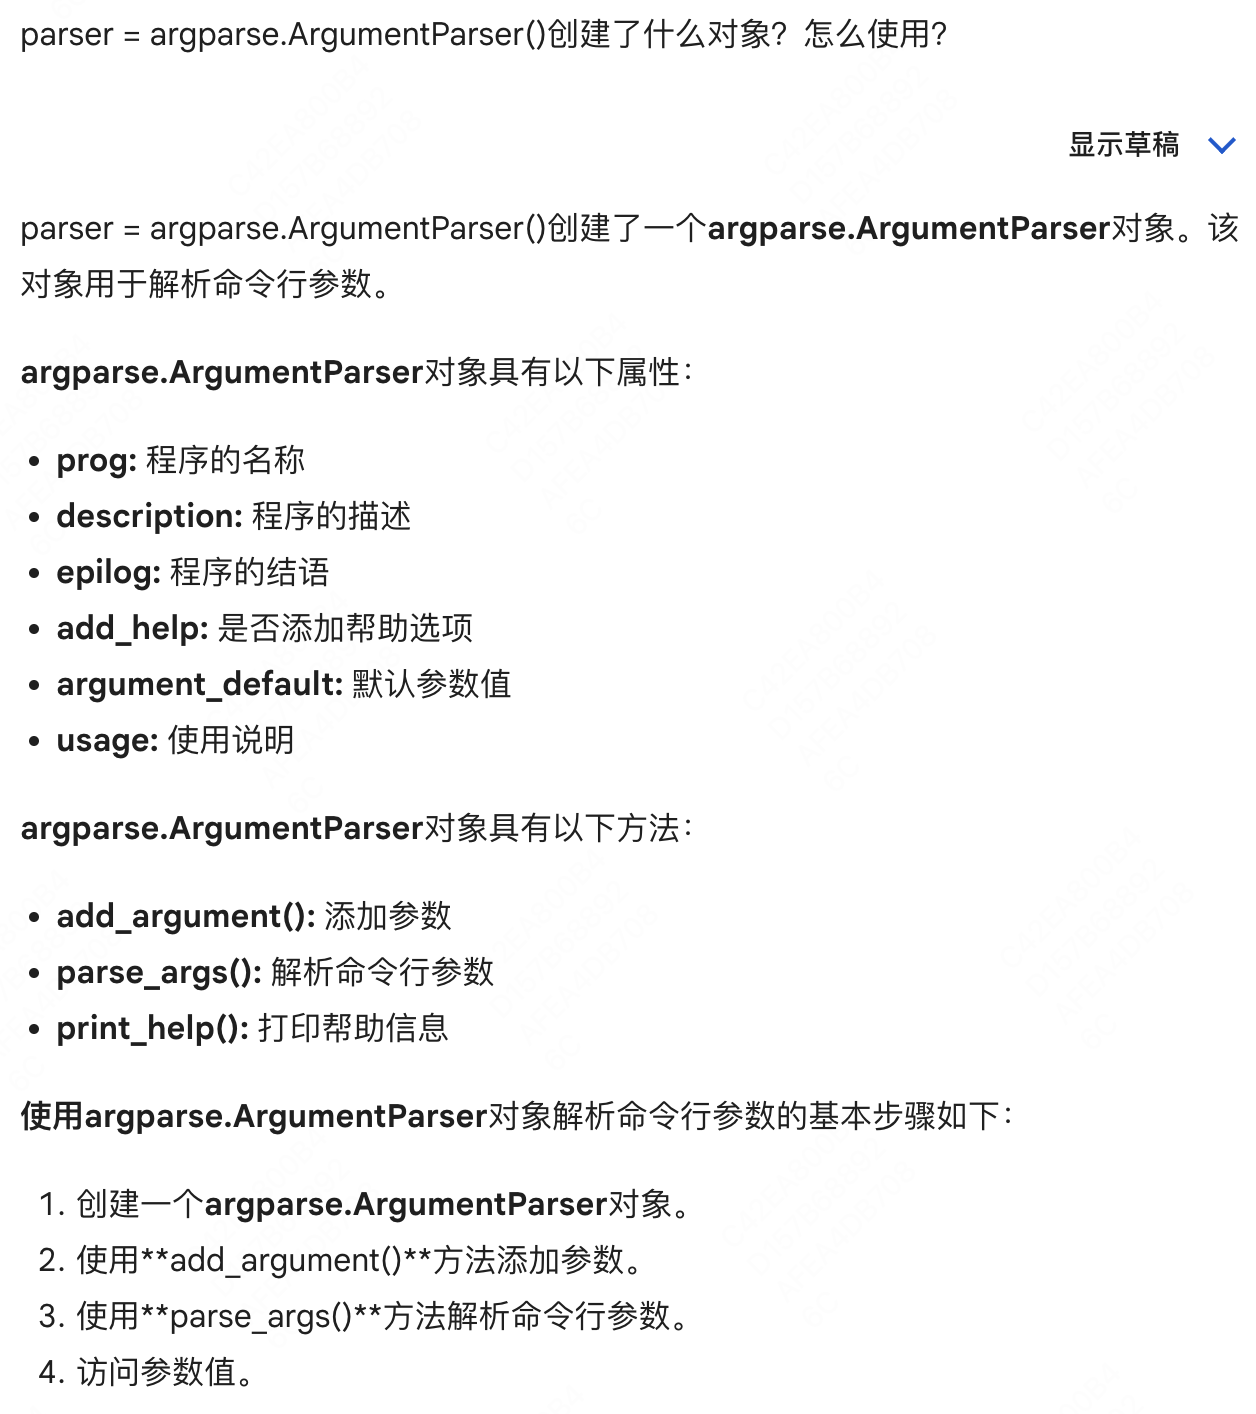 parser = argparse.ArgumentParser()创建了什么对象？怎么使用?
显示草稿
parser = argparse.ArgumentParser()创建了一个argparse.ArgumentParser对象。该
对象用于解析命令行参数。
argparse.ArgumentParser对象具有以下属性：
• prog: 程序的名称
• description: 程序的描述
• epilog: 程序的结语
• add_help: 是否添加帮助选项
• argument_default: 默认参数值
• usage: 使用说明
argparse.ArgumentParser对象具有以下方法：
• add_argument(): 添加参数
• parse_args(): 解析命令行参数
• print_help(): 打印帮助信息
使用argparse.ArgumentParser对象解析命令行参数的基本步骤如下：
1. 创建一个argparse.ArgumentParser对象。
2. 使用**add_argument()**方法添加参数。
3. 使用**parse_args()**方法解析命令行参数。
4. 访问参数值。